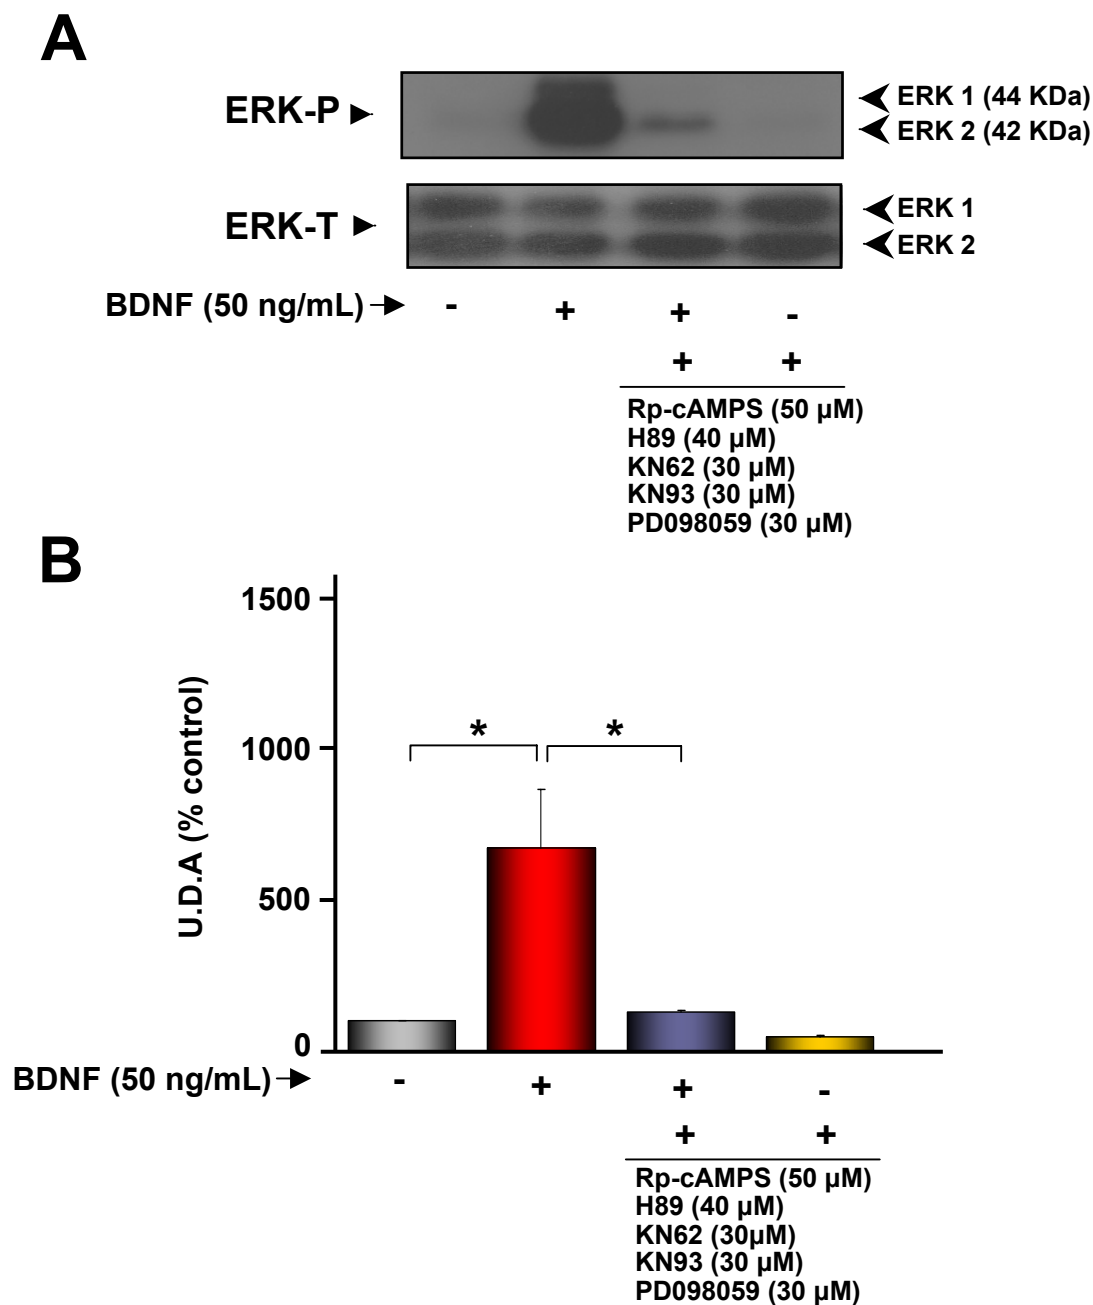 A
ERK-P
ERK 1 (44 KDa)
ERK 2 (42 KDa)
ERK-T
ERK 1
ERK 2
BDNF (50 ng/mL) - + + -
+ +
Rp-cAMPS (50 µM)
H89 (40 µM)
KN62 (30 µM)
KN93 (30 µM)
PD098059 (30 µM)
B
1500
1000
500
0
U.D.A (% control)
* *
BDNF (50 ng/mL) - + + -
+ +
Rp-cAMPS (50 µM)
H89 (40 µM)
KN62 (30µM)
KN93 (30 µM)
PD098059 (30 µM)